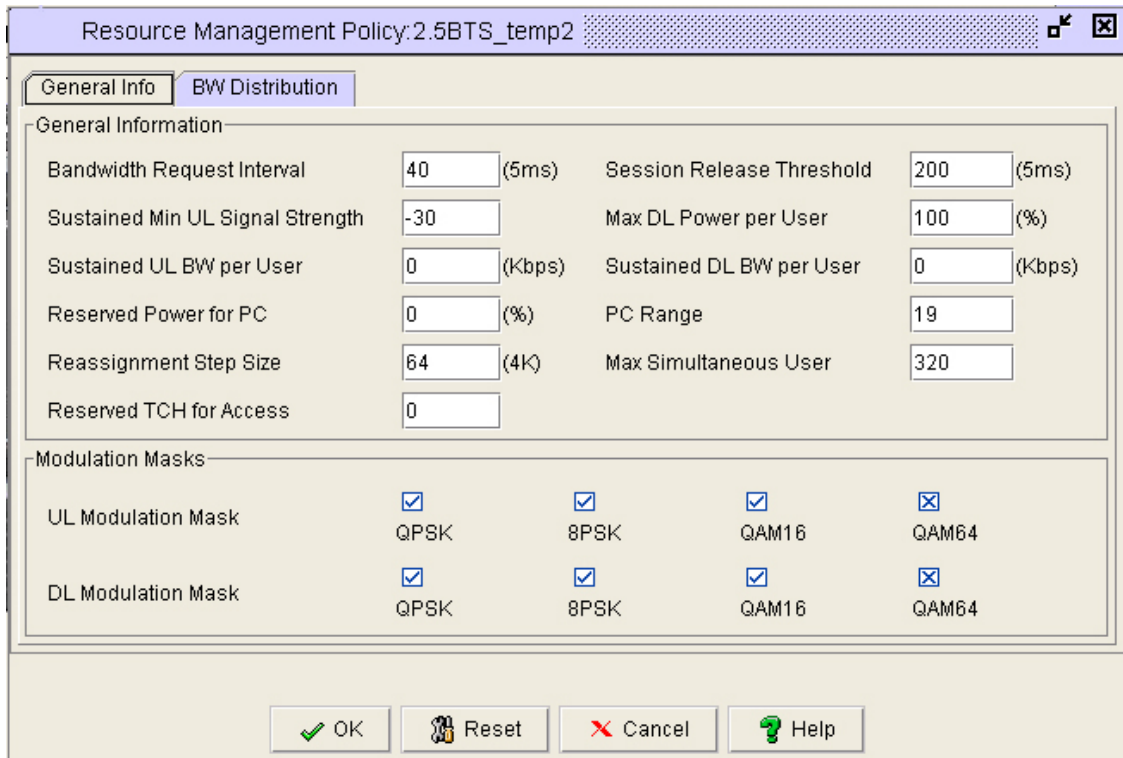 Resource Management Policy:2.5BTS_temp2
General Info BW Distribution
General Information
Bandwidth Request Interval 40 (5ms) Session Release Threshold 200 (5ms)
Sustained Min UL Signal Strength -30 Max DL Power per User 100 (%)
Sustained UL BW per User 0 (Kbps) Sustained DL BW per User 0 (Kbps)
Reserved Power for PC 0 (%) PC Range 19
Reassignment Step Size 64 (4K) Max Simultaneous User 320
Reserved TCH for Access 0
Modulation Masks
UL Modulation Mask QPSK 8PSK QAM16 QAM64
DL Modulation Mask QPSK 8PSK QAM16 QAM64
OK Reset Cancel Help